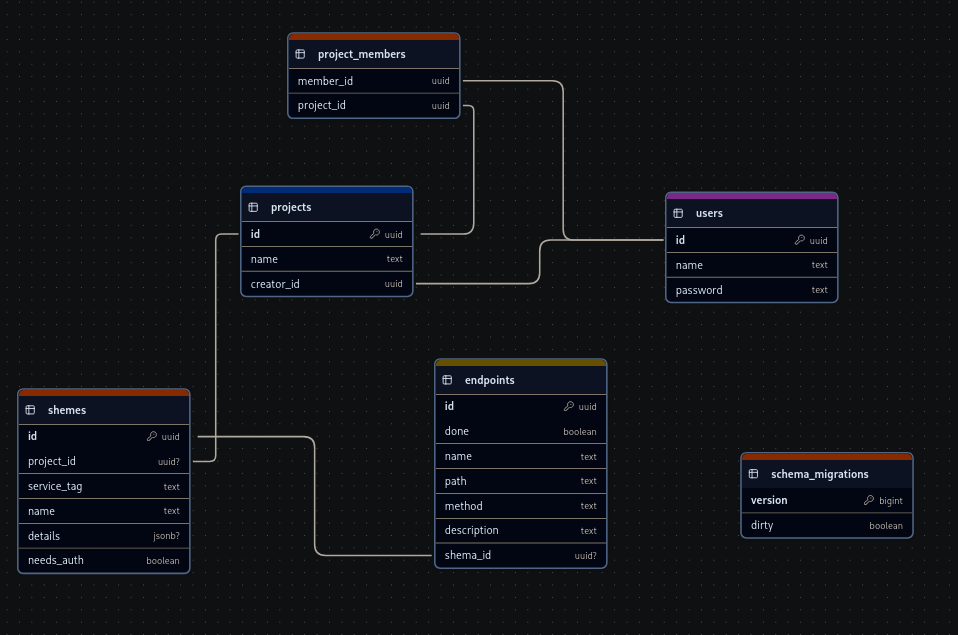 project_members
member_id uuid
project_id uuid
projects
id uuid
name text
creator_id uuid
users
id uuid
name text
password text
shemes
id uuid
project_id uuid?
service_tag text
name text
details jsonb?
needs_auth boolean
endpoints
id uuid
done boolean
name text
path text
method text
description text
shema_id uuid?
schema_migrations
version bigint
dirty boolean